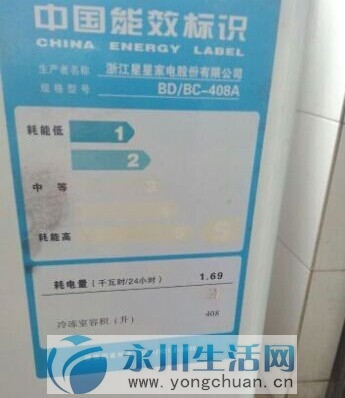 中国能效标识
CHINA ENERGY LABEL
生产者名称 浙江星星家电股份有限公司
规格型号 BD/BC-408A
耗能低 1
2
中等 3
耗能高 5
耗电量（千瓦时/24小时） 1.69
2
冷冻室容积（升） 408
永川生活网
www.yongchuan.cn